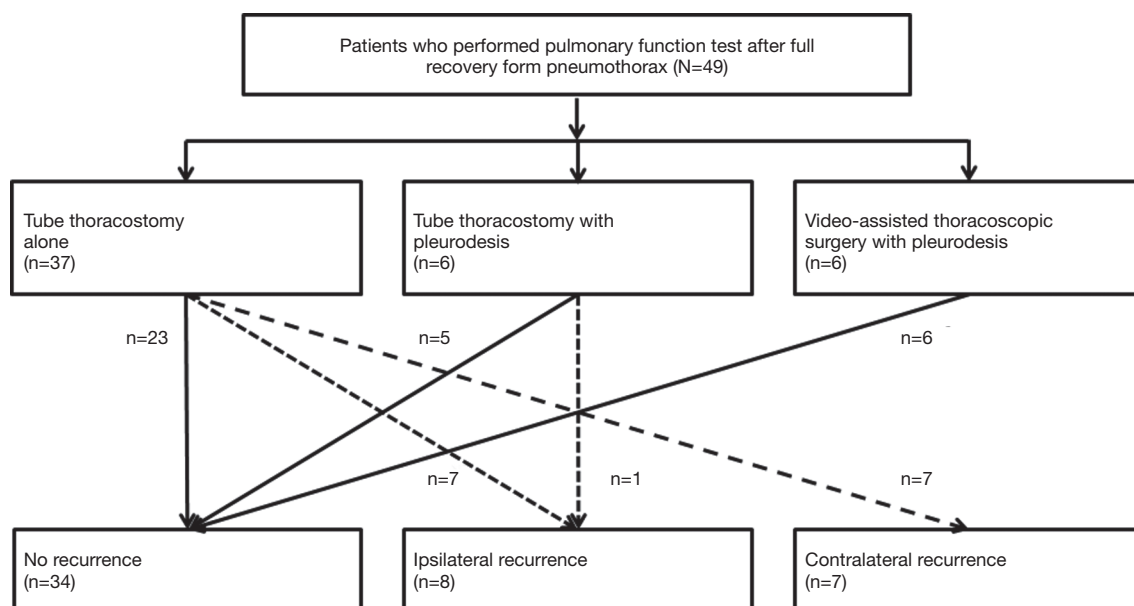 Patients who performed pulmonary function test after full
recovery form pneumothorax (N=49)
Tube thoracostomy
alone
(n=37)
Tube thoracostomy with
pleurodesis
(n=6)
Video-assisted thoracoscopic
surgery with pleurodesis
(n=6)
n=23
n=5
n=6
n=7
n=1
n=7
No recurrence
(n=34)
Ipsilateral recurrence
(n=8)
Contralateral recurrence
(n=7)